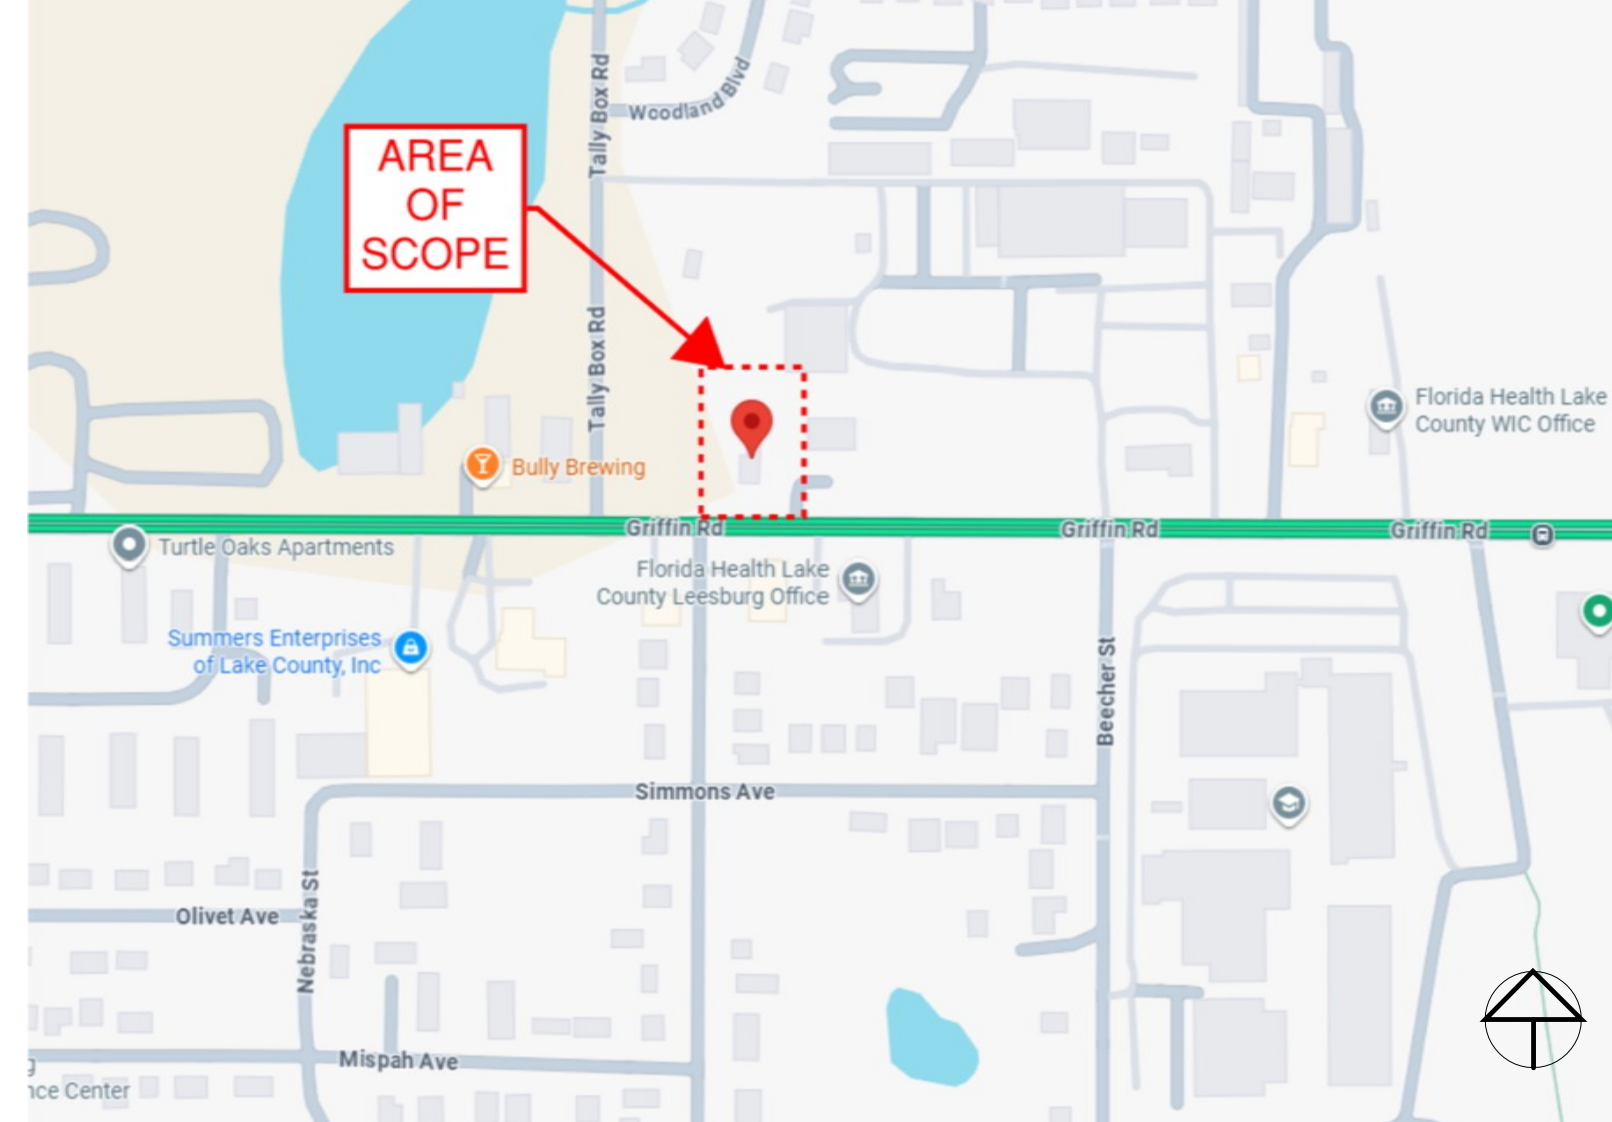 Tally Box Rd
Woodland Blvd
AREA
OF
SCOPE
Tally Box Rd
Florida Health Lake
County WIC Office
Bully Brewing
Griffin Rd
Griffin Rd
Griffin Rd
Turtle Oaks Apartments
Florida Health Lake
County Leesburg Office
Summers Enterprises
of Lake County, Inc
Beecher St
Simmons Ave
Nebraska St
Olivet Ave
Mispah Ave
nce Center